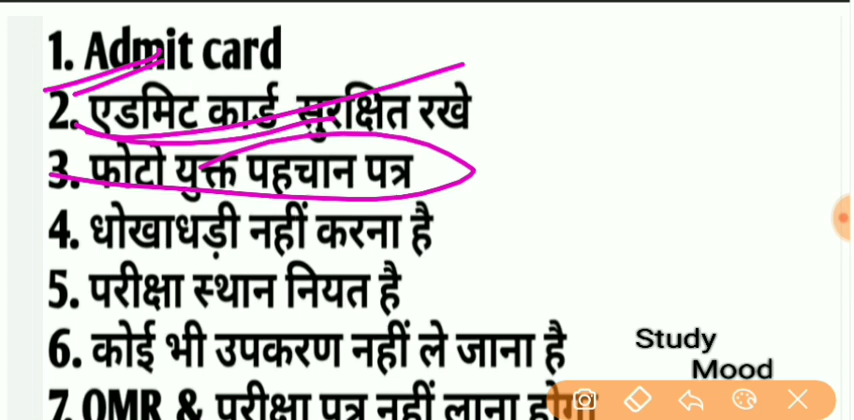 1. Admit card
2. एडमिट कार्ड सुरक्षित रखे
3. फोटो युक्त पहचान पत्र
4. धोखाधड़ी नहीं करना है
5. परीक्षा स्थान नियत है
6. कोई भी उपकरण नहीं ले जाना है
7. OMR & परीक्षा पत्र नहीं लाना होगा
Study
Mood